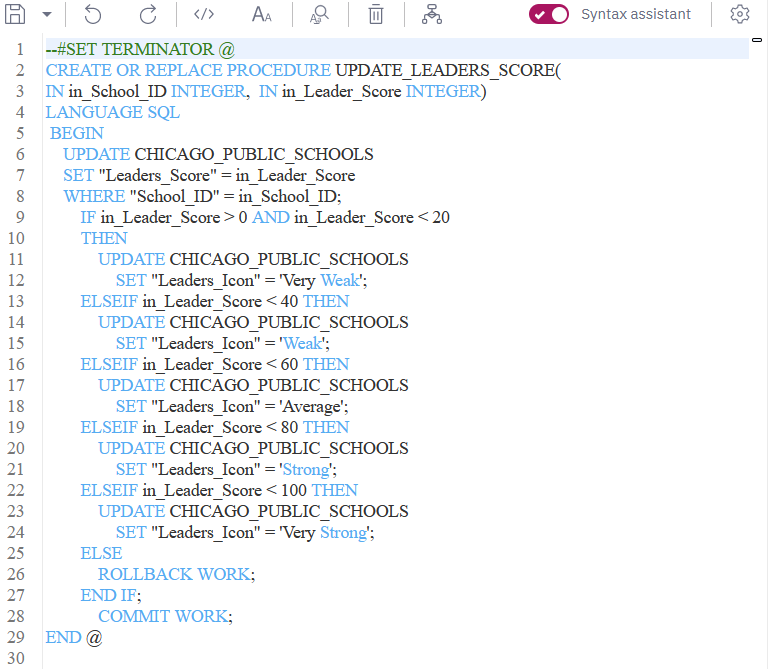 </> AA A Syntax assistant
1 --#SET TERMINATOR @
2 CREATE OR REPLACE PROCEDURE UPDATE_LEADERS_SCORE(
3 IN in_School_ID INTEGER, IN in_Leader_Score INTEGER)
4 LANGUAGE SQL
5 BEGIN
6 UPDATE CHICAGO_PUBLIC_SCHOOLS
7 SET "Leaders_Score" = in_Leader_Score
8 WHERE "School_ID" = in_School_ID;
9 IF in_Leader_Score > 0 AND in_Leader_Score < 20
10 THEN
11 UPDATE CHICAGO_PUBLIC_SCHOOLS
12 SET "Leaders_Icon" = 'Very Weak';
13 ELSEIF in_Leader_Score < 40 THEN
14 UPDATE CHICAGO_PUBLIC_SCHOOLS
15 SET "Leaders_Icon" = 'Weak';
16 ELSEIF in_Leader_Score < 60 THEN
17 UPDATE CHICAGO_PUBLIC_SCHOOLS
18 SET "Leaders_Icon" = 'Average';
19 ELSEIF in_Leader_Score < 80 THEN
20 UPDATE CHICAGO_PUBLIC_SCHOOLS
21 SET "Leaders_Icon" = 'Strong';
22 ELSEIF in_Leader_Score < 100 THEN
23 UPDATE CHICAGO_PUBLIC_SCHOOLS
24 SET "Leaders_Icon" = 'Very Strong';
25 ELSE
26 ROLLBACK WORK;
27 END IF;
28 COMMIT WORK;
29 END @
30